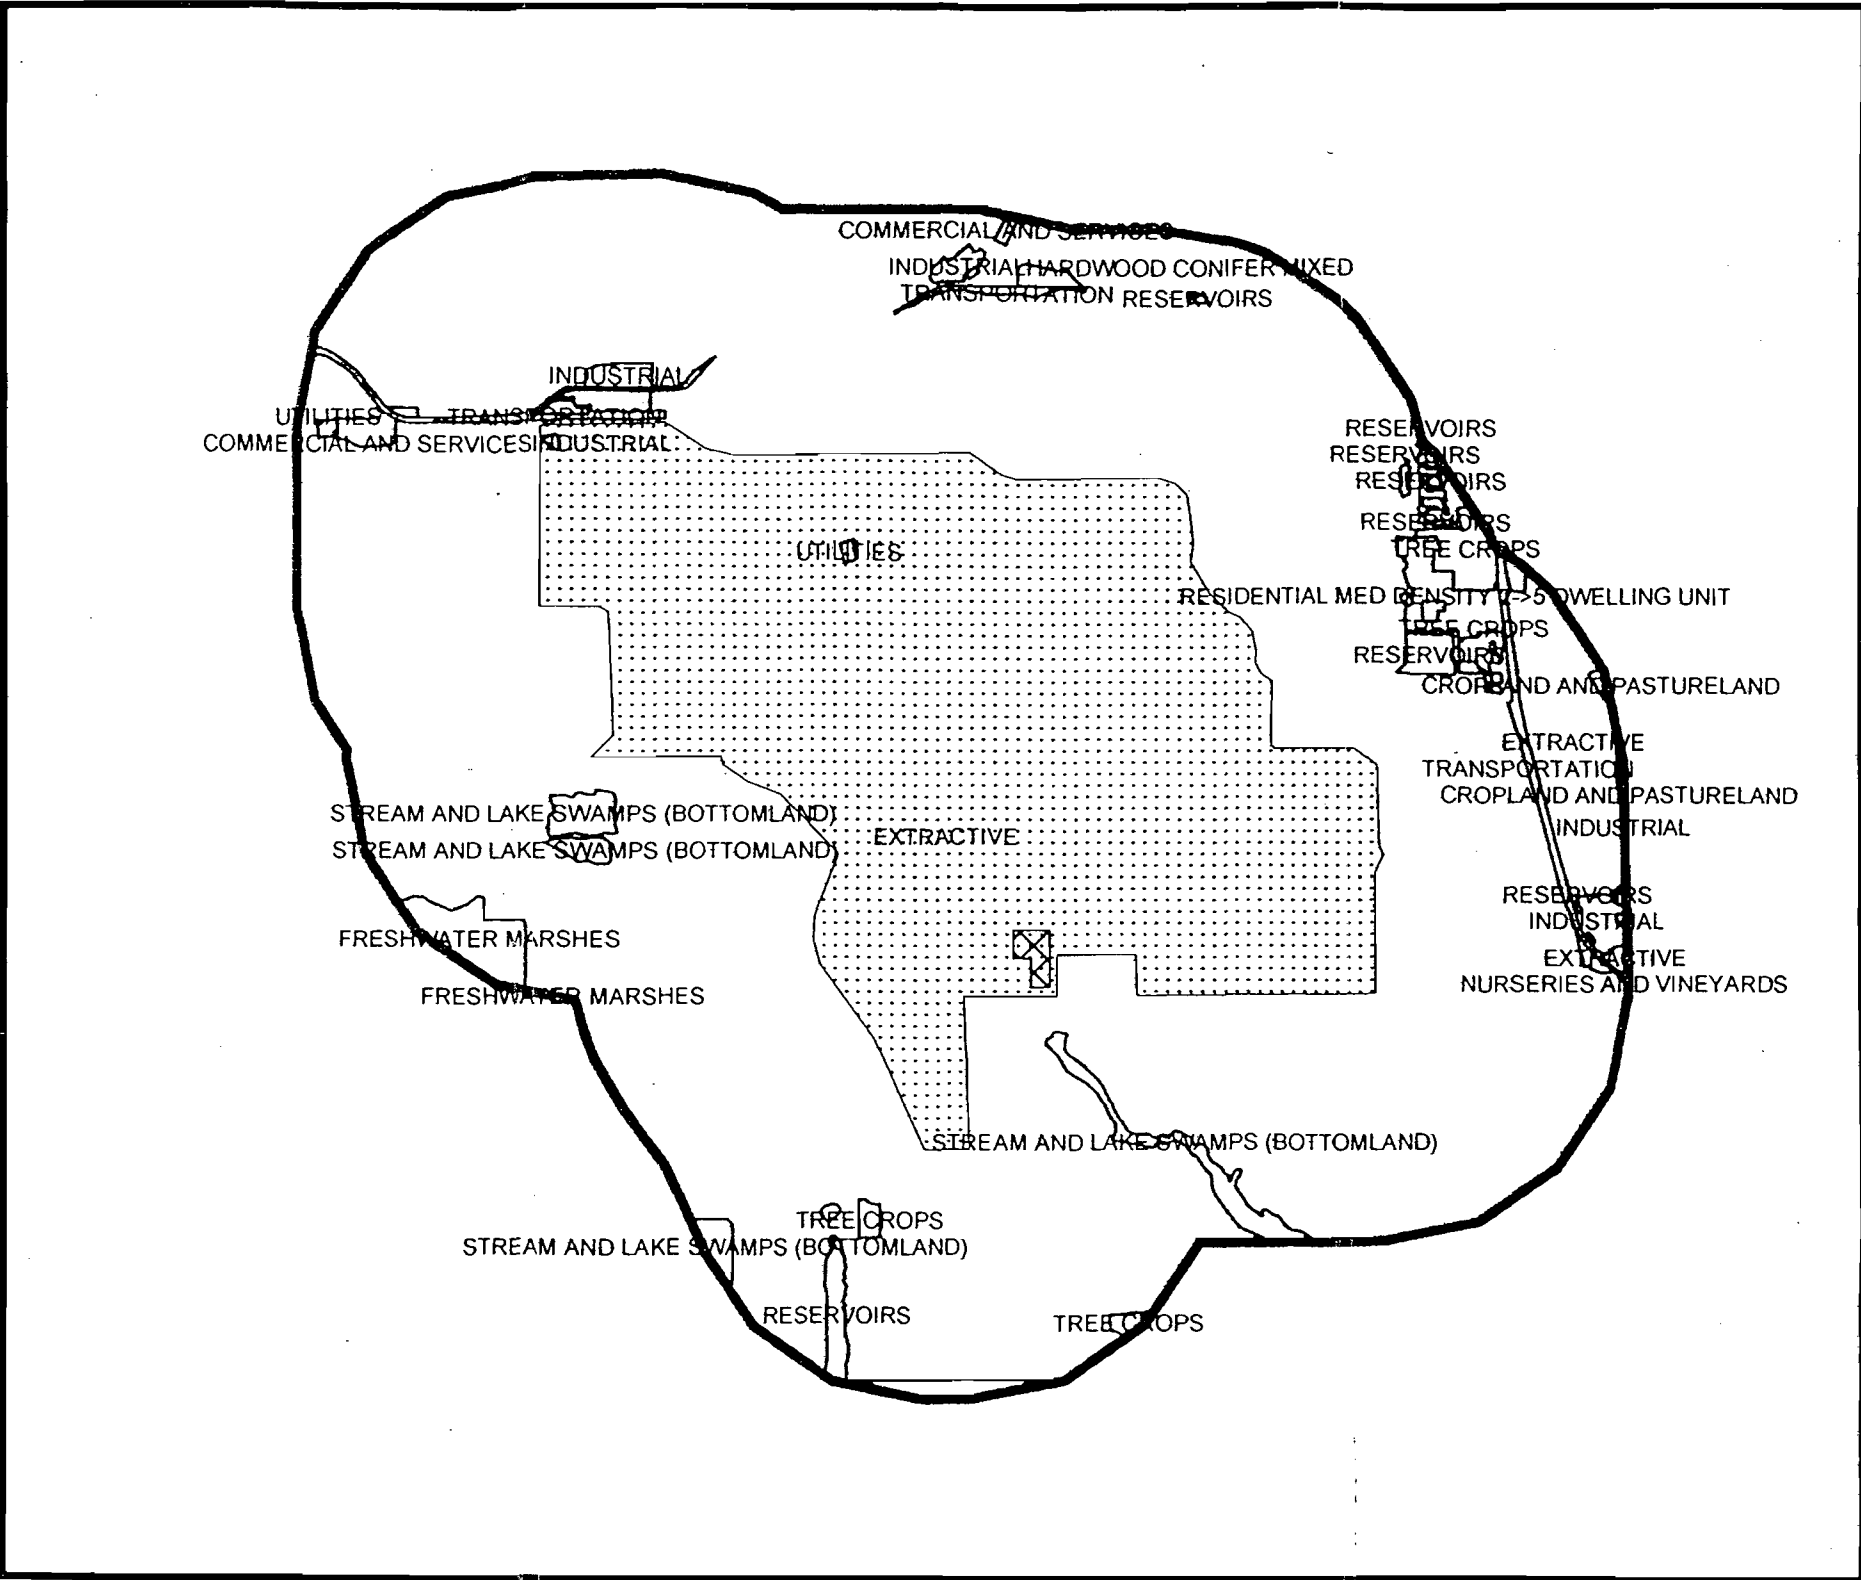 COMMERCIAL AND SERVICES
INDUSTRIAL HARDWOOD CONIFER MIXED
TRANSPORTATION RESERVOIRS
INDUSTRIAL
UTILITIES TRANSPORTATION
COMMERCIAL AND SERVICES INDUSTRIAL
RESERVOIRS
RESERVOIRS
RESERVOIRS
RESERVOIRS
TREE CROPS
UTILITIES
RESIDENTIAL MED DENSITY 2->5 DWELLING UNIT
TREE CROPS
RESERVOIRS
CROPLAND AND PASTURELAND
EXTRACTIVE
TRANSPORTATION
CROPLAND AND PASTURELAND
INDUSTRIAL
STREAM AND LAKE SWAMPS (BOTTOMLAND)
EXTRACTIVE
STREAM AND LAKE SWAMPS (BOTTOMLAND)
RESERVOIRS
INDUSTRIAL
FRESHWATER MARSHES
EXTRACTIVE
NURSERIES AND VINEYARDS
FRESHWATER MARSHES
STREAM AND LAKE SWAMPS (BOTTOMLAND)
TREE CROPS
STREAM AND LAKE SWAMPS (BOTTOMLAND)
RESERVOIRS
TREE CROPS